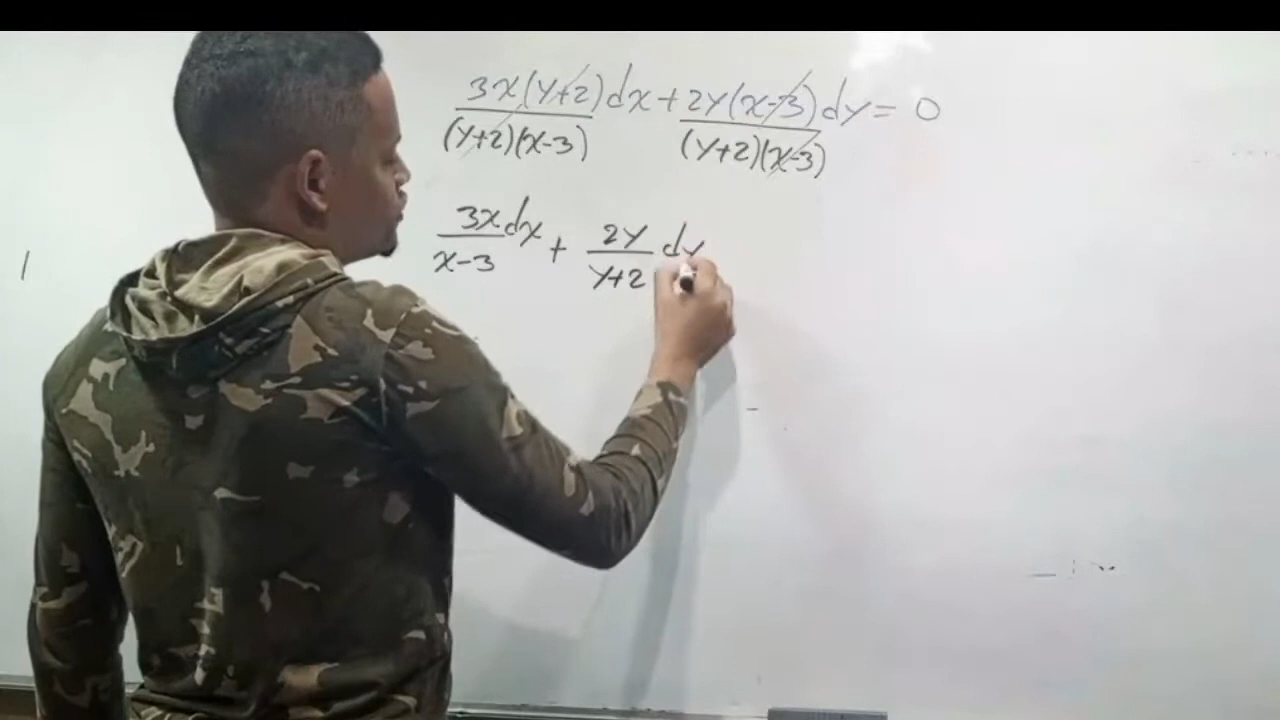 3x(y+2)dx + 2y(x-3)dy = 0
(y+2)(x-3) (y+2)(x-3)
3x dx + 2y dy
x-3 y+2